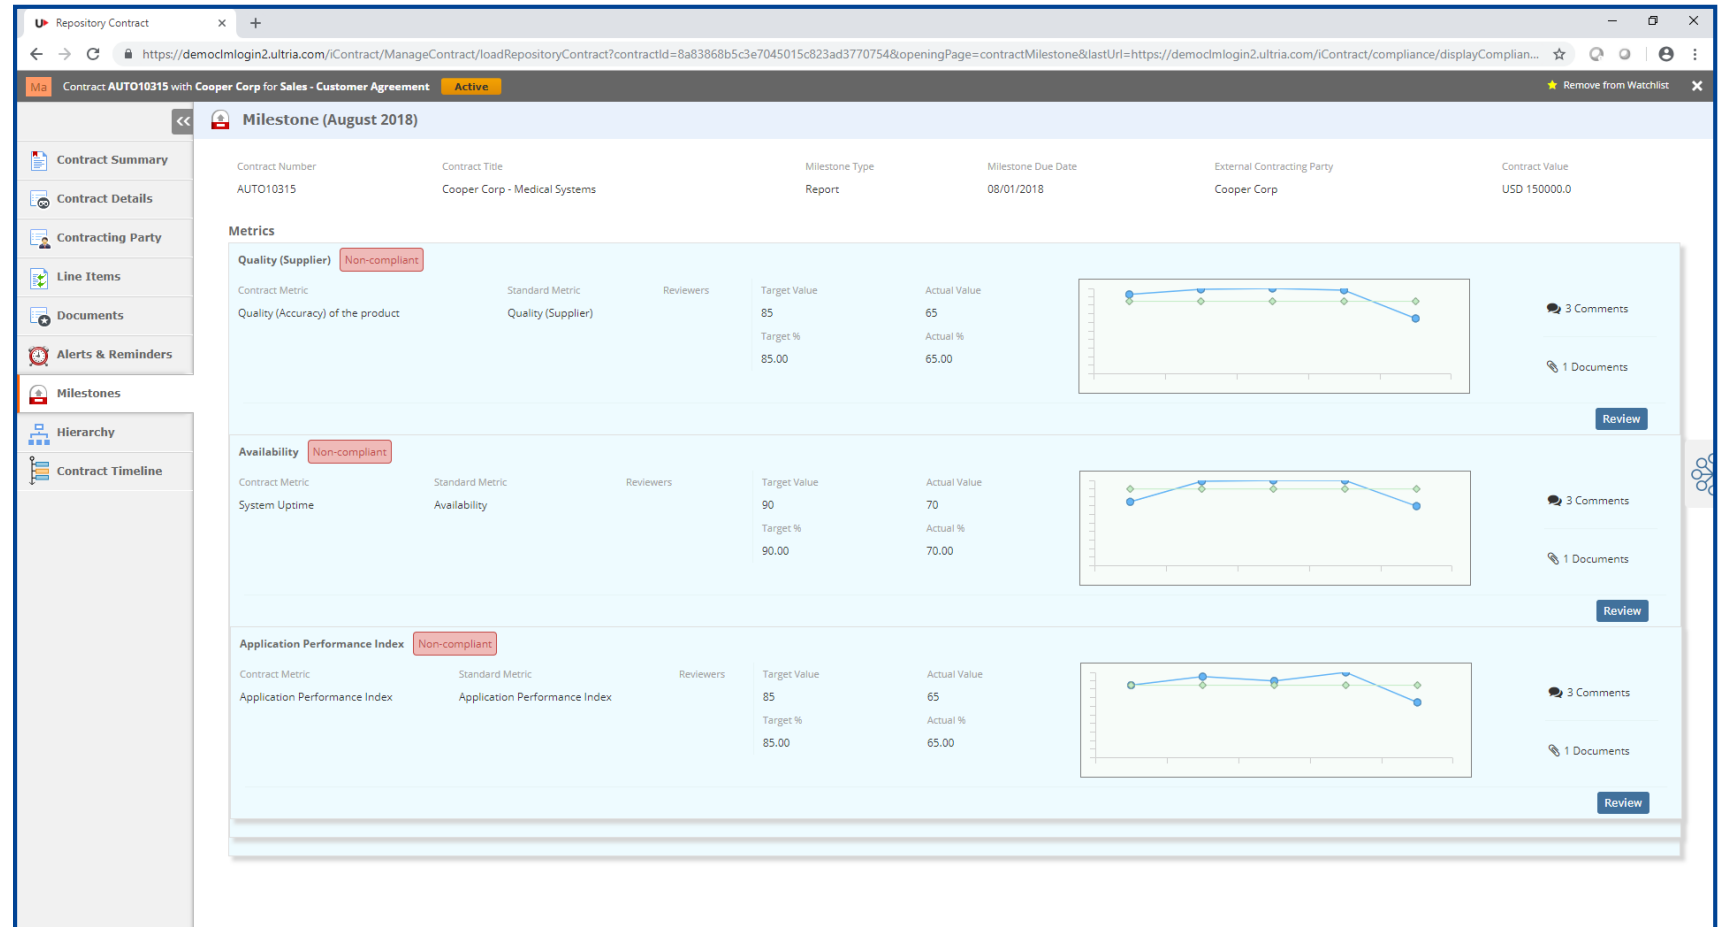 Repository Contract
https://democlmlogin2.ultria.com/iContract/ManageContract/loadRepositoryContract?contractId=8a83868b5c3e7045015c823ad3770754&openingPage=contractMilestone&lastUrl=https://democlmlogin2.ultria.com/iContract/compliance/displayComplian...
Ma Contract AUTO10315 with Cooper Corp for Sales - Customer Agreement Active Remove from Watchlist
Milestone (August 2018)
Contract Summary
Contract Details
Contracting Party
Line Items
Documents
Alerts & Reminders
Milestones
Hierarchy
Contract Timeline
Contract Number Contract Title Milestone Type Milestone Due Date External Contracting Party Contract Value
AUTO10315 Cooper Corp - Medical Systems Report 08/01/2018 Cooper Corp USD 150000.0
Metrics
Quality (Supplier) Non-compliant
Contract Metric Standard Metric Reviewers Target Value Actual Value
Quality (Accuracy) of the product Quality (Supplier) 85 65
Target % Actual %
85.00 65.00
3 Comments
1 Documents
Review
Availability Non-compliant
Contract Metric Standard Metric Reviewers Target Value Actual Value
System Uptime Availability 90 70
Target % Actual %
90.00 70.00
3 Comments
1 Documents
Review
Application Performance Index Non-compliant
Contract Metric Standard Metric Reviewers Target Value Actual Value
Application Performance Index Application Performance Index 85 65
Target % Actual %
85.00 65.00
3 Comments
1 Documents
Review